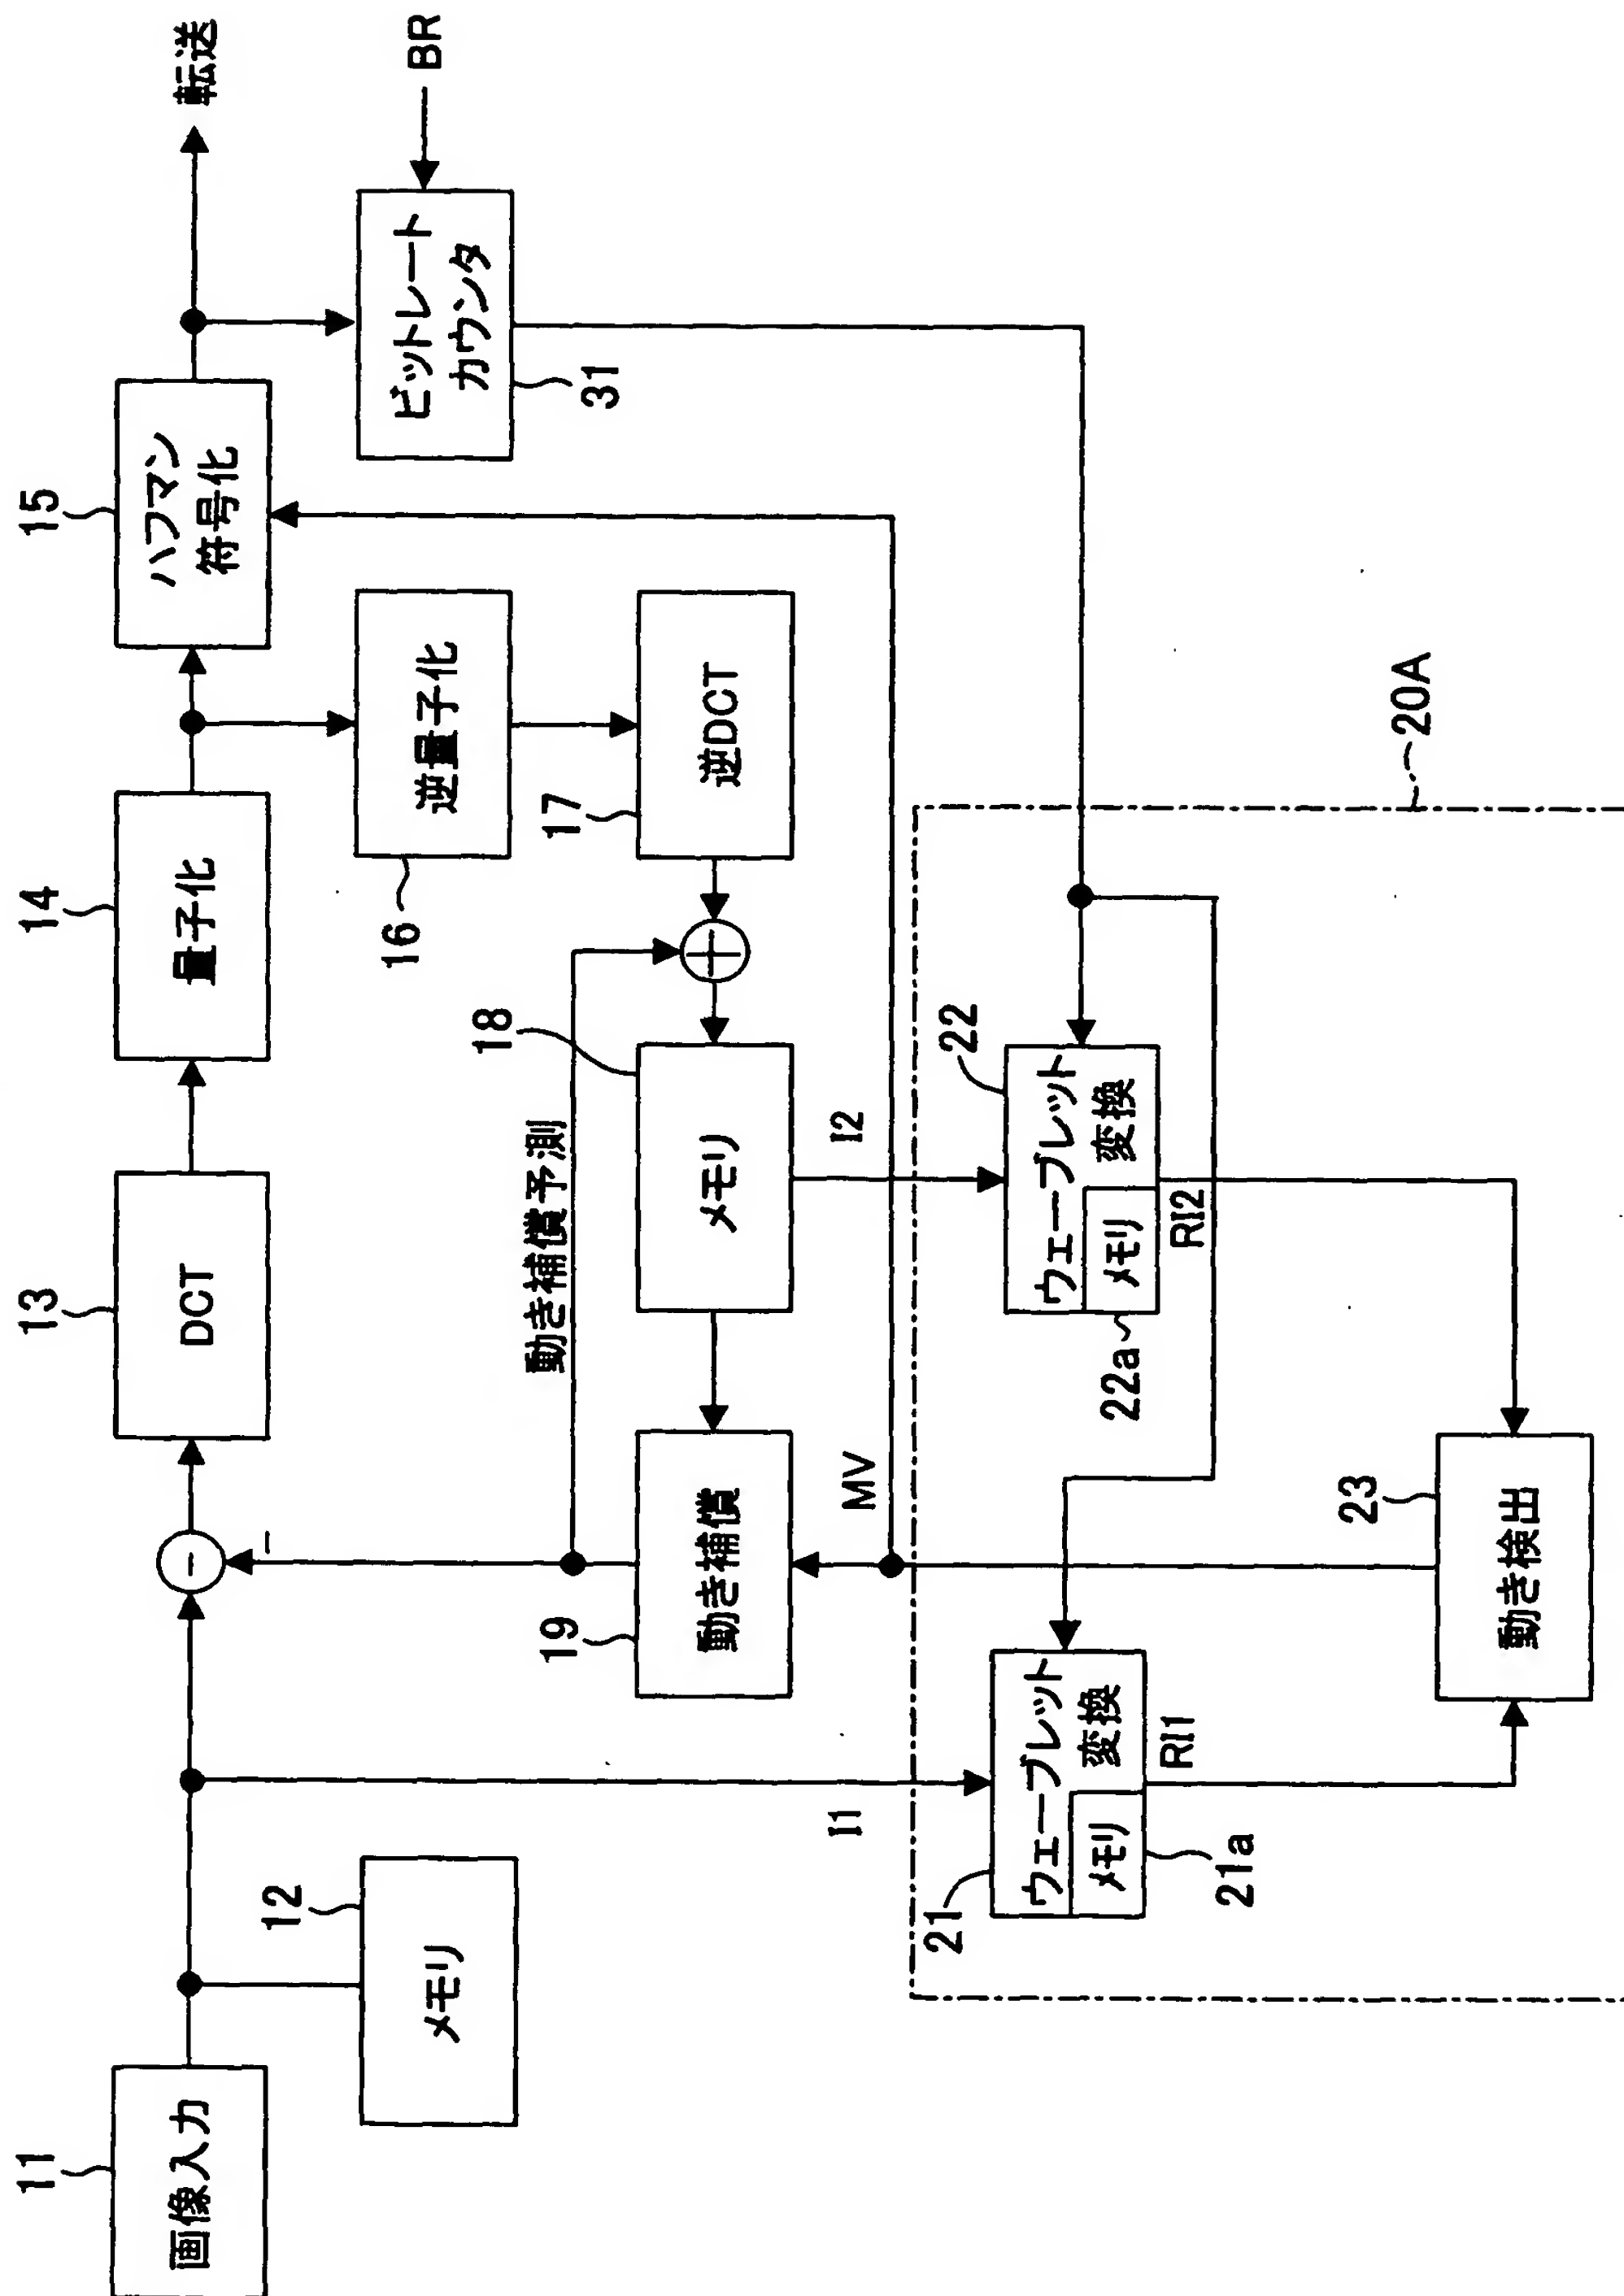 11
画像入力
12
メモリ
13
DCT
14
量子化
15
ハフマン
符号化
転送
BR
ビットレート
カウンタ
31
16
逆量子化
17
逆DCT
18
メモリ
動き補償予測
19
動き補償
-
-
+
I1
I2
MV
20A
21
ウェーブレット
変換
メモリ
21a
RI1
22
ウェーブレット
変換
メモリ
22a
RI2
23
動き検出